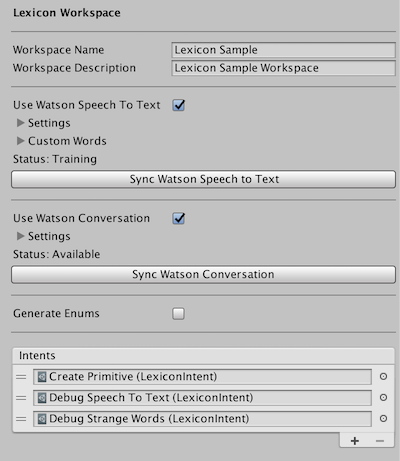 Lexicon Workspace
Workspace Name Lexicon Sample
Workspace Description Lexicon Sample Workspace
Use Watson Speech To Text
Settings
Custom Words
Status: Training
Sync Watson Speech to Text
Use Watson Conversation
Settings
Status: Available
Sync Watson Conversation
Generate Enums
Intents
Create Primitive (LexiconIntent)
Debug Speech To Text (LexiconIntent)
Debug Strange Words (LexiconIntent)